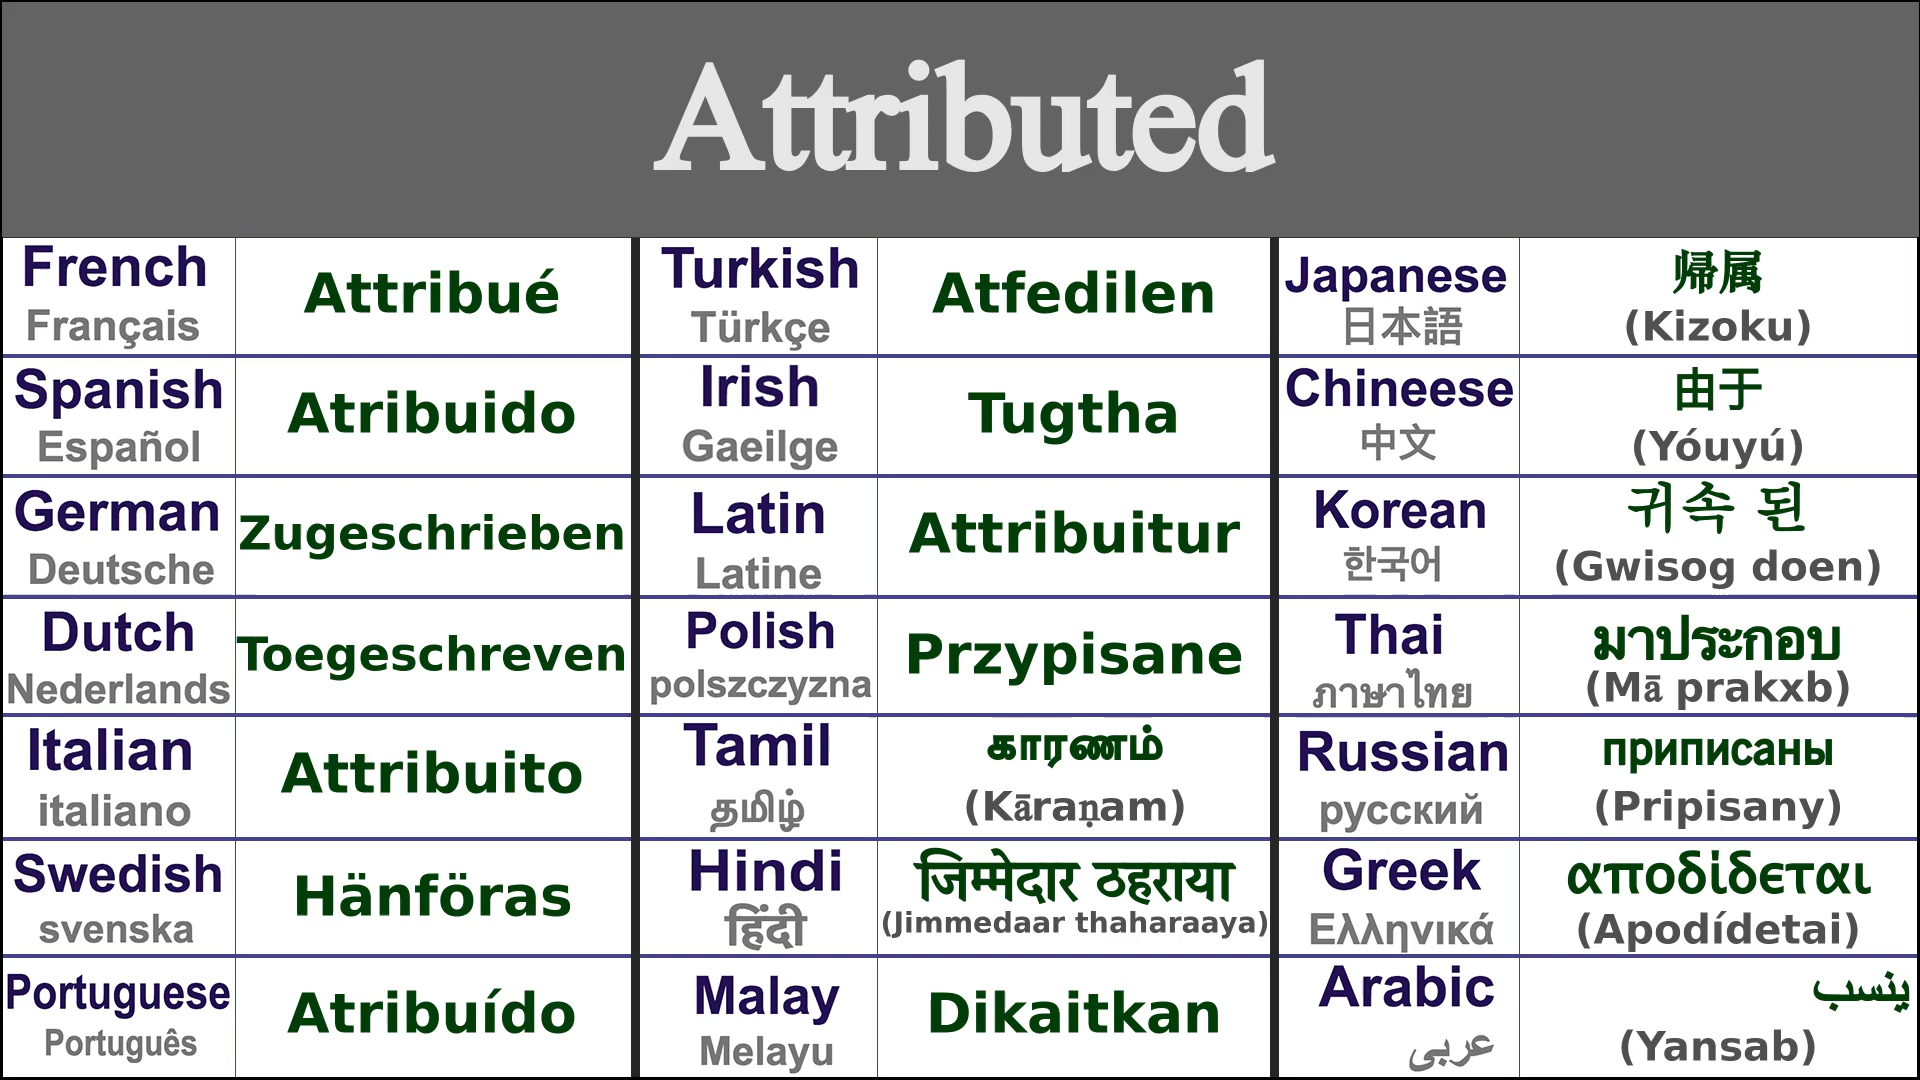 Attributed
French
Français
Attribué
Turkish
Türkçe
Atfedilen
Japanese
日本語
帰属
(Kizoku)
Spanish
Español
Atribuido
Irish
Gaeilge
Tugtha
Chineese
中文
由于
(Yóuyú)
German
Deutsche
Zugeschrieben
Latin
Latine
Attribuitur
Korean
한국어
귀속 된
(Gwisog doen)
Dutch
Nederlands
Toegeschreven
Polish
polszczyzna
Przypisane
Thai
ภาษาไทย
มาประกอบ
(Mā prakxb)
Italian
italiano
Attribuito
Tamil
தமிழ்
காரணம்
(Kāraṇam)
Russian
русский
приписаны
(Pripisany)
Swedish
svenska
Hänföras
Hindi
हिंदी
जिम्मेदार ठहराया
(Jimmedaar thaharaaya)
Greek
Ελληνικά
αποδίδεται
(Apodídetai)
Portuguese
Português
Atribuído
Malay
Melayu
Dikaitkan
Arabic
عربى
ينسب
(Yansab)